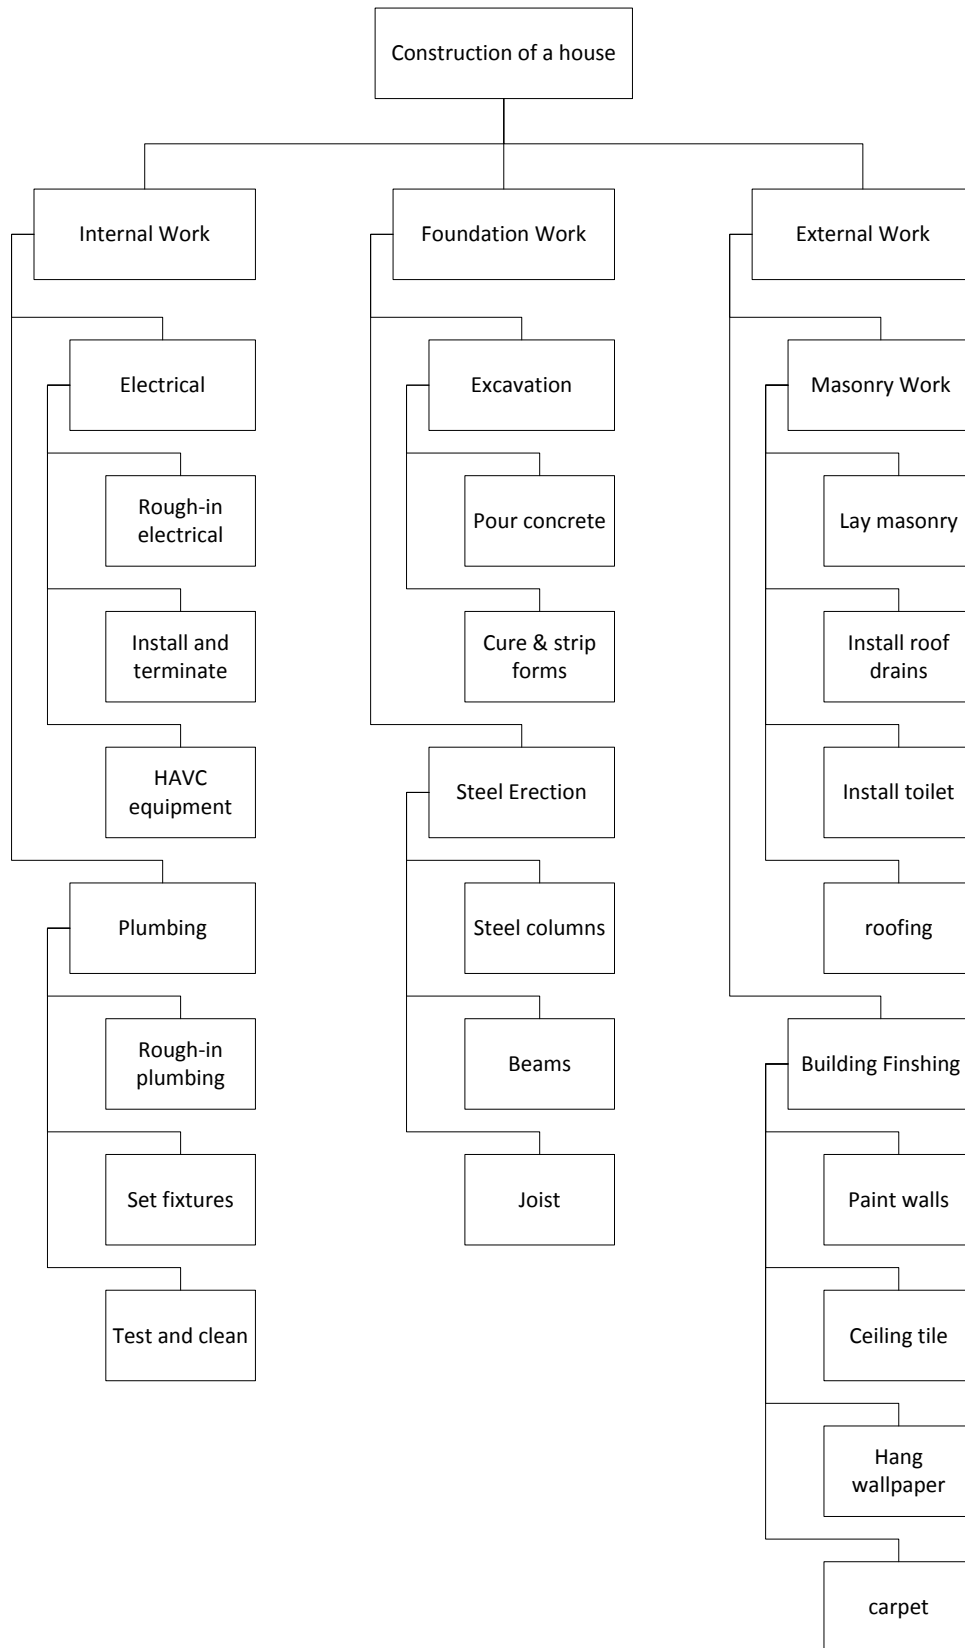 Construction of a house
Internal Work
Electrical
Rough-in
electrical
Install and
terminate
HAVC
equipment
Plumbing
Rough-in
plumbing
Set fixtures
Test and clean
Foundation Work
Excavation
Pour concrete
Cure & strip
forms
Steel Erection
Steel columns
Beams
Joist
External Work
Masonry Work
Lay masonry
Install roof
drains
Install toilet
roofing
Building Finshing
Paint walls
Ceiling tile
Hang
wallpaper
carpet